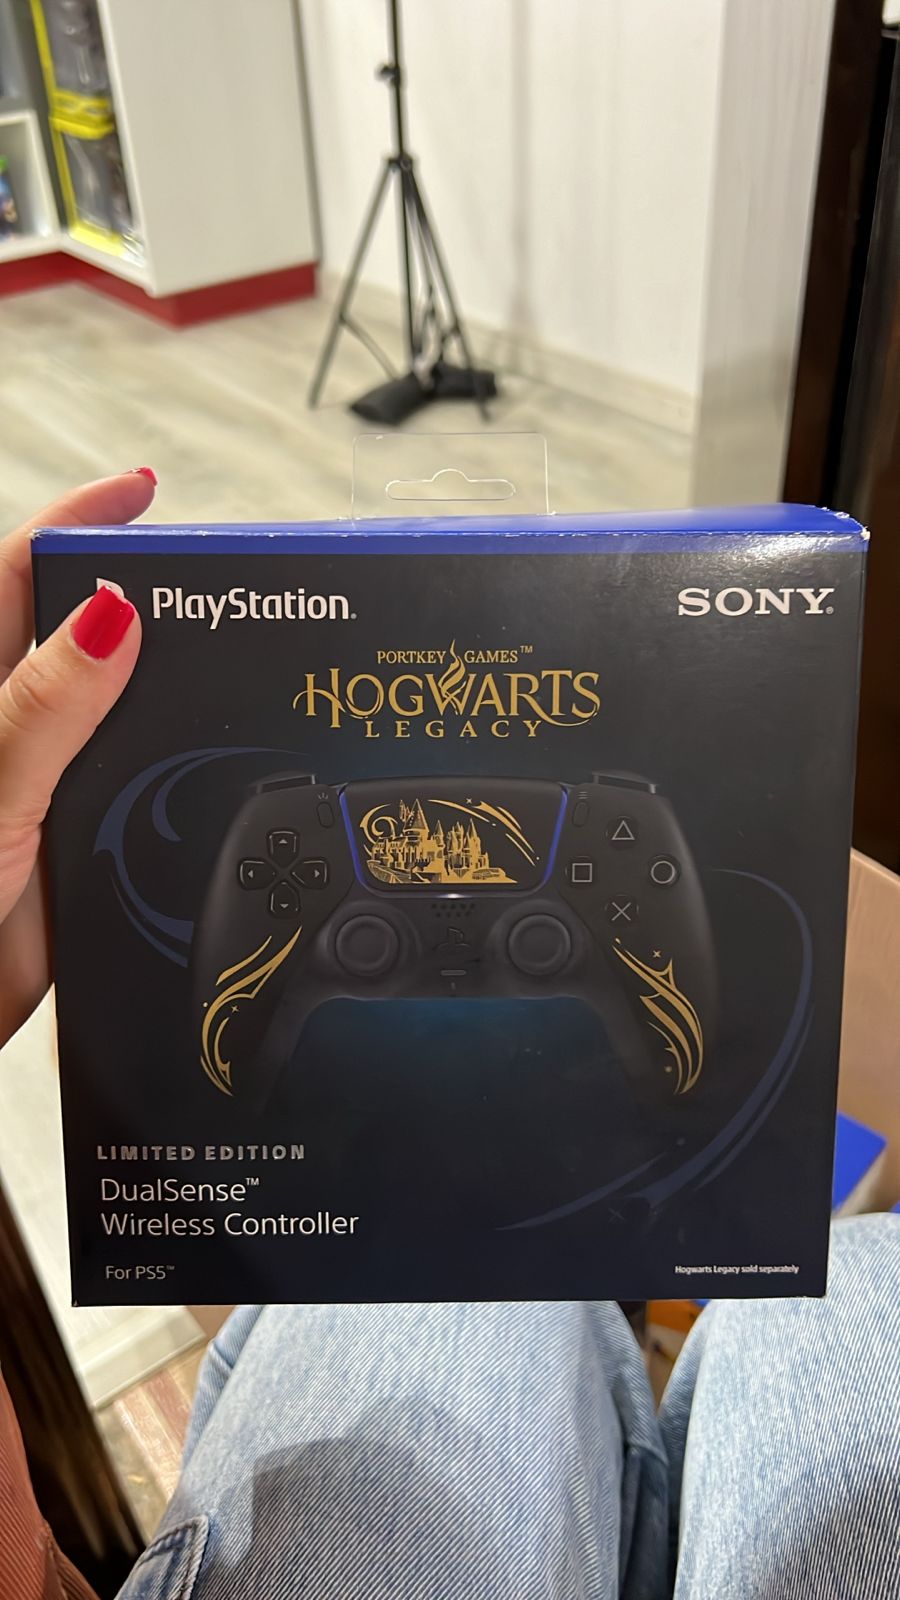 PlayStation®
SONY®
PORTKEY GAMES™
HOGWARTS
LEGACY
LIMITED EDITION
DualSense™
Wireless Controller
For PS5™
Hogwarts Legacy sold separately